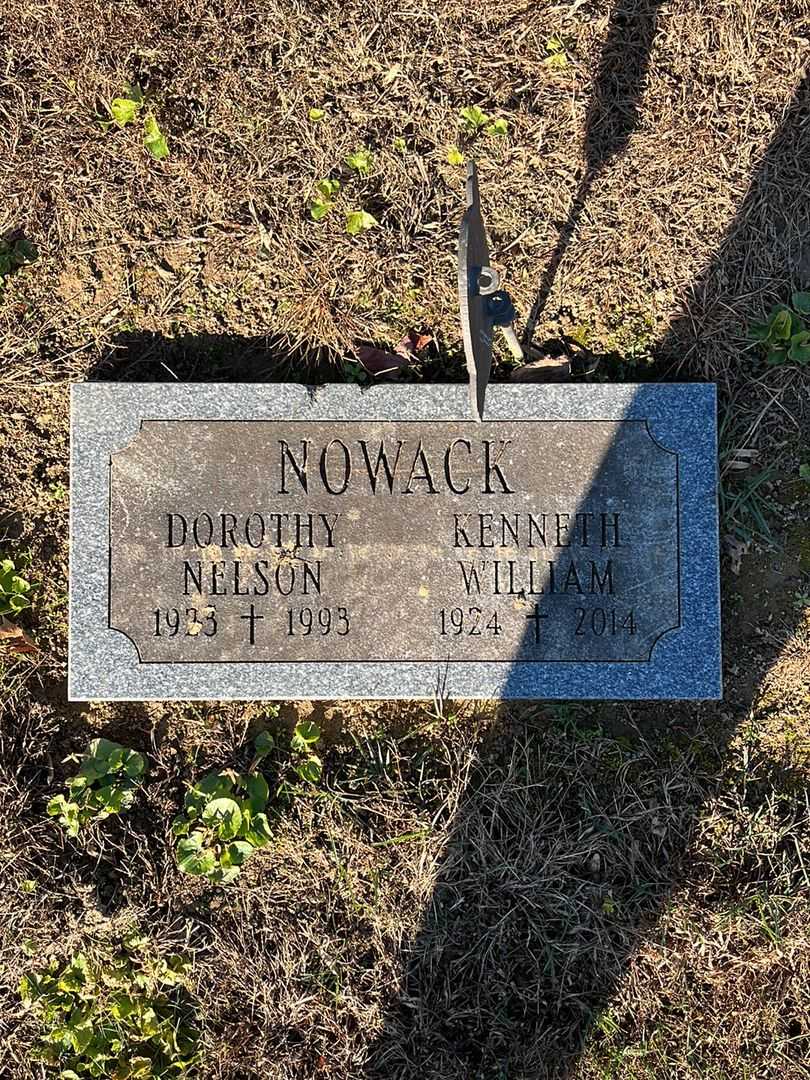 NOWACK
DOROTHY KENNETH
NELSON WILLIAM
1923 † 1993 1924 † 2014